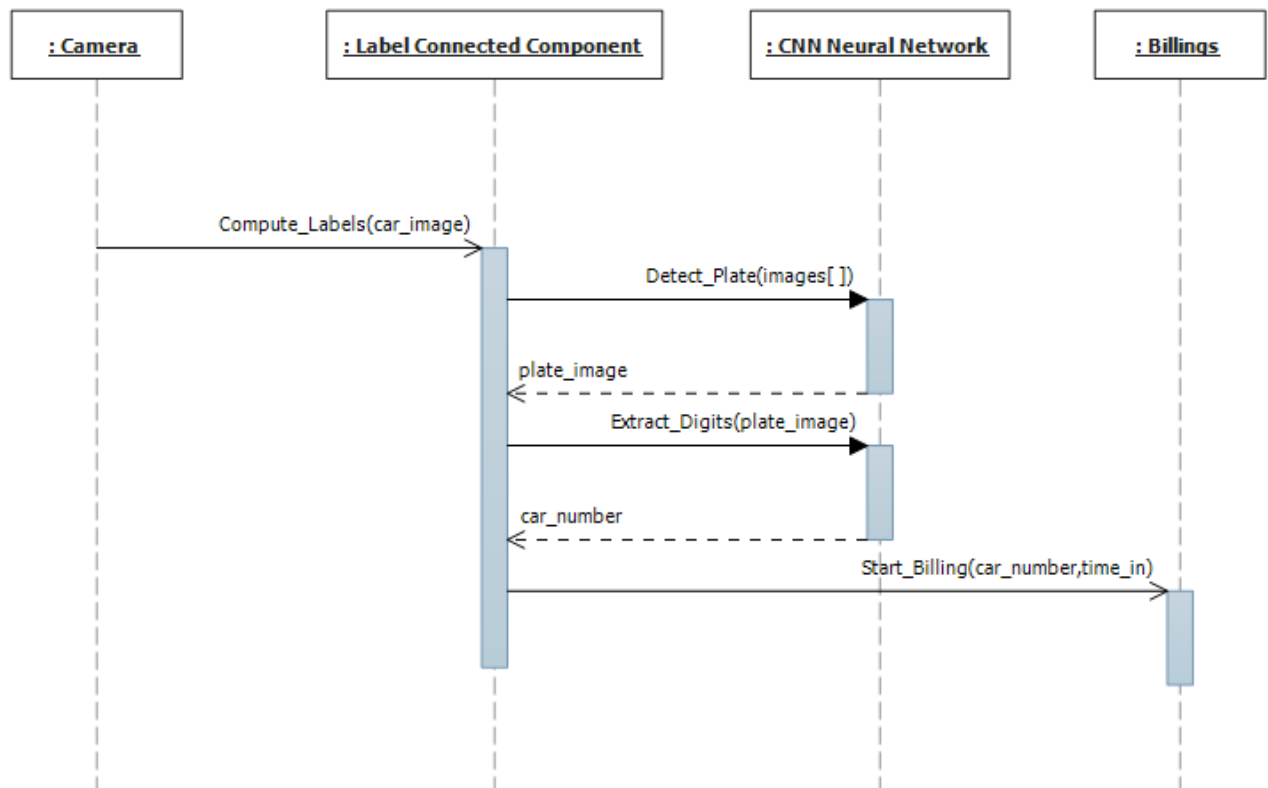 : Camera
: Label Connected Component
: CNN Neural Network
: Billings
Compute_Labels(car_image)
Detect_Plate(images[ ])
plate_image
Extract_Digits(plate_image)
car_number
Start_Billing(car_number,time_in)